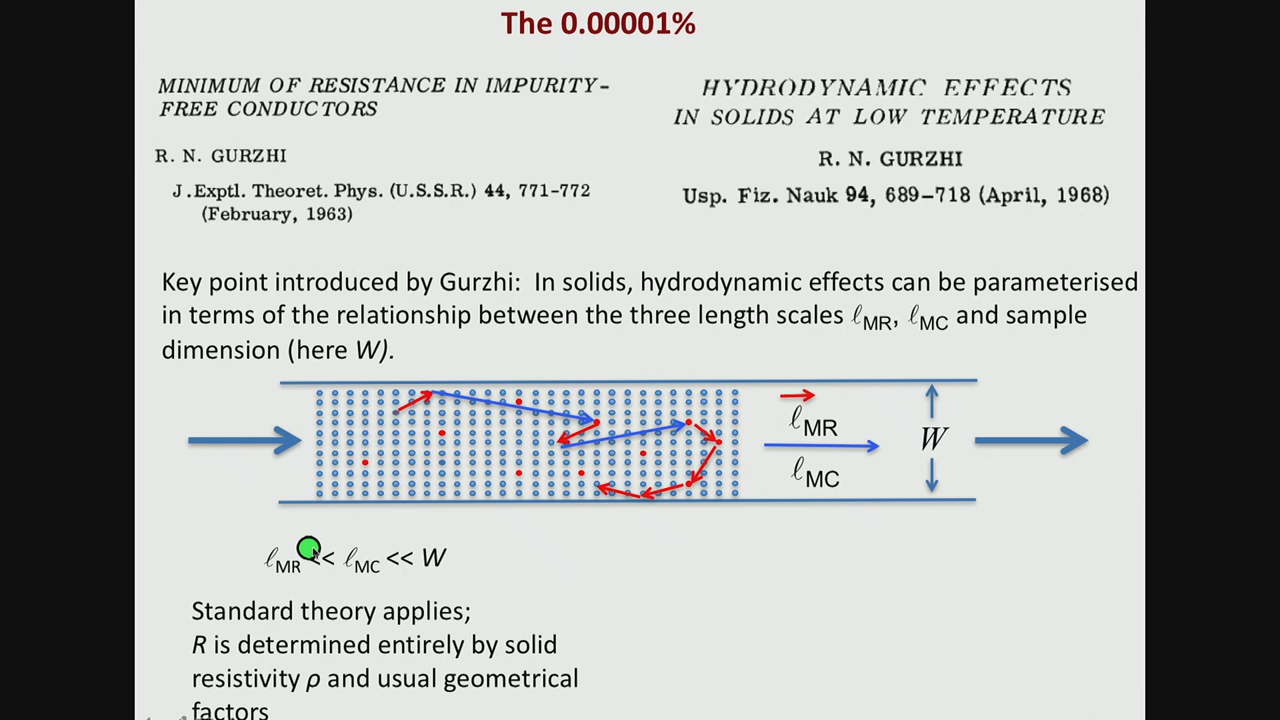 The 0.00001%
MINIMUM OF RESISTANCE IN IMPURITY-
FREE CONDUCTORS
R. N. GURZHI
J.Exptl. Theoret. Phys. (U.S.S.R.) 44, 771-772
(February, 1963)
HYDRODYNAMIC EFFECTS
IN SOLIDS AT LOW TEMPERATURE
R. N. GURZHI
Usp. Fiz. Nauk 94, 689–718 (April, 1968)
Key point introduced by Gurzhi: In solids, hydrodynamic effects can be parameterised
in terms of the relationship between the three length scales ℓMR, ℓMC and sample
dimension (here W).
ℓMR
ℓMC
W
ℓMR << ℓMC << W
Standard theory applies;
R is determined entirely by solid
resistivity ρ and usual geometrical
factors